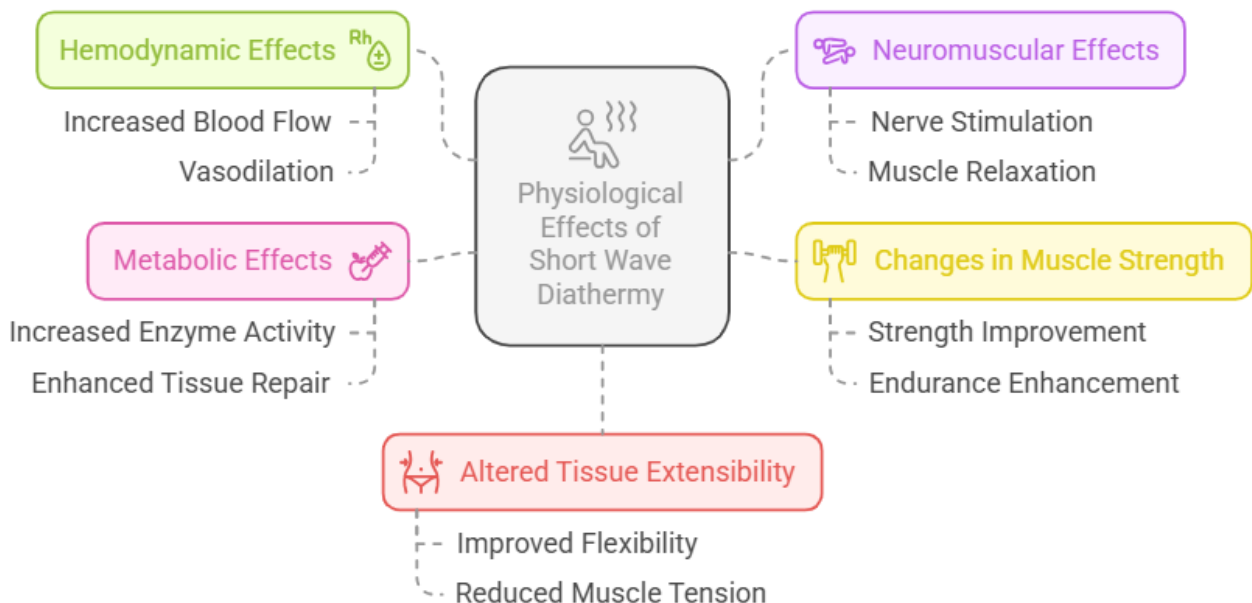 Hemodynamic Effects
Rh
Increased Blood Flow
Vasodilation
Metabolic Effects
Increased Enzyme Activity
Enhanced Tissue Repair
Physiological
Effects of
Short Wave
Diathermy
Neuromuscular Effects
Nerve Stimulation
Muscle Relaxation
Changes in Muscle Strength
Strength Improvement
Endurance Enhancement
Altered Tissue Extensibility
Improved Flexibility
Reduced Muscle Tension